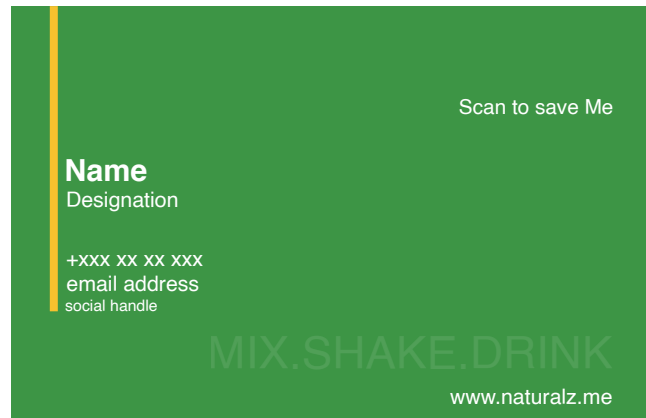 Scan to save Me
Name
Designation
+xxx xx xx xxx
email address
social handle
MIX.SHAKE.DRINK
www.naturalz.me